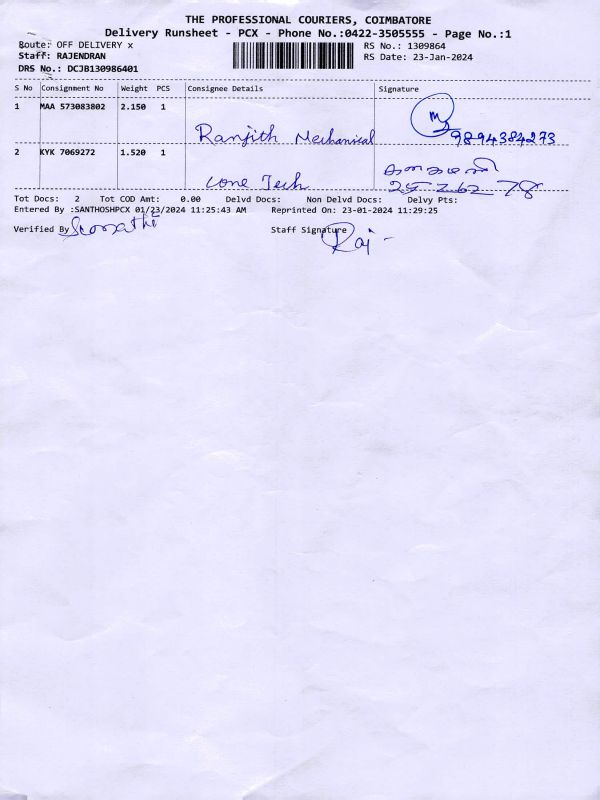 THE PROFESSIONAL COURIERS, COIMBATORE
Delivery Runsheet - PCX - Phone No.:0422-3505555 - Page No.:1
Route: OFF DELIVERY x
RS No.: 1309864
Staff: RAJENDRAN
RS Date: 23-Jan-2024
DRS No.: DCJB130986401
S No Consignment No Weight PCS Consignee Details Signature
1 MAA 573083802 2.150 1
Ranjith Mechanical 9894384273
2 KYK 7069272 1.520 1
Cone Tech
Tot Docs: 2 Tot COD Amt: 0.00 Delvd Docs: Non Delvd Docs: Delvy Pts:
Entered By :SANTHOSHPCX 01/23/2024 11:25:43 AM Reprinted On: 23-01-2024 11:29:25
Verified By Staff Signature
Raj